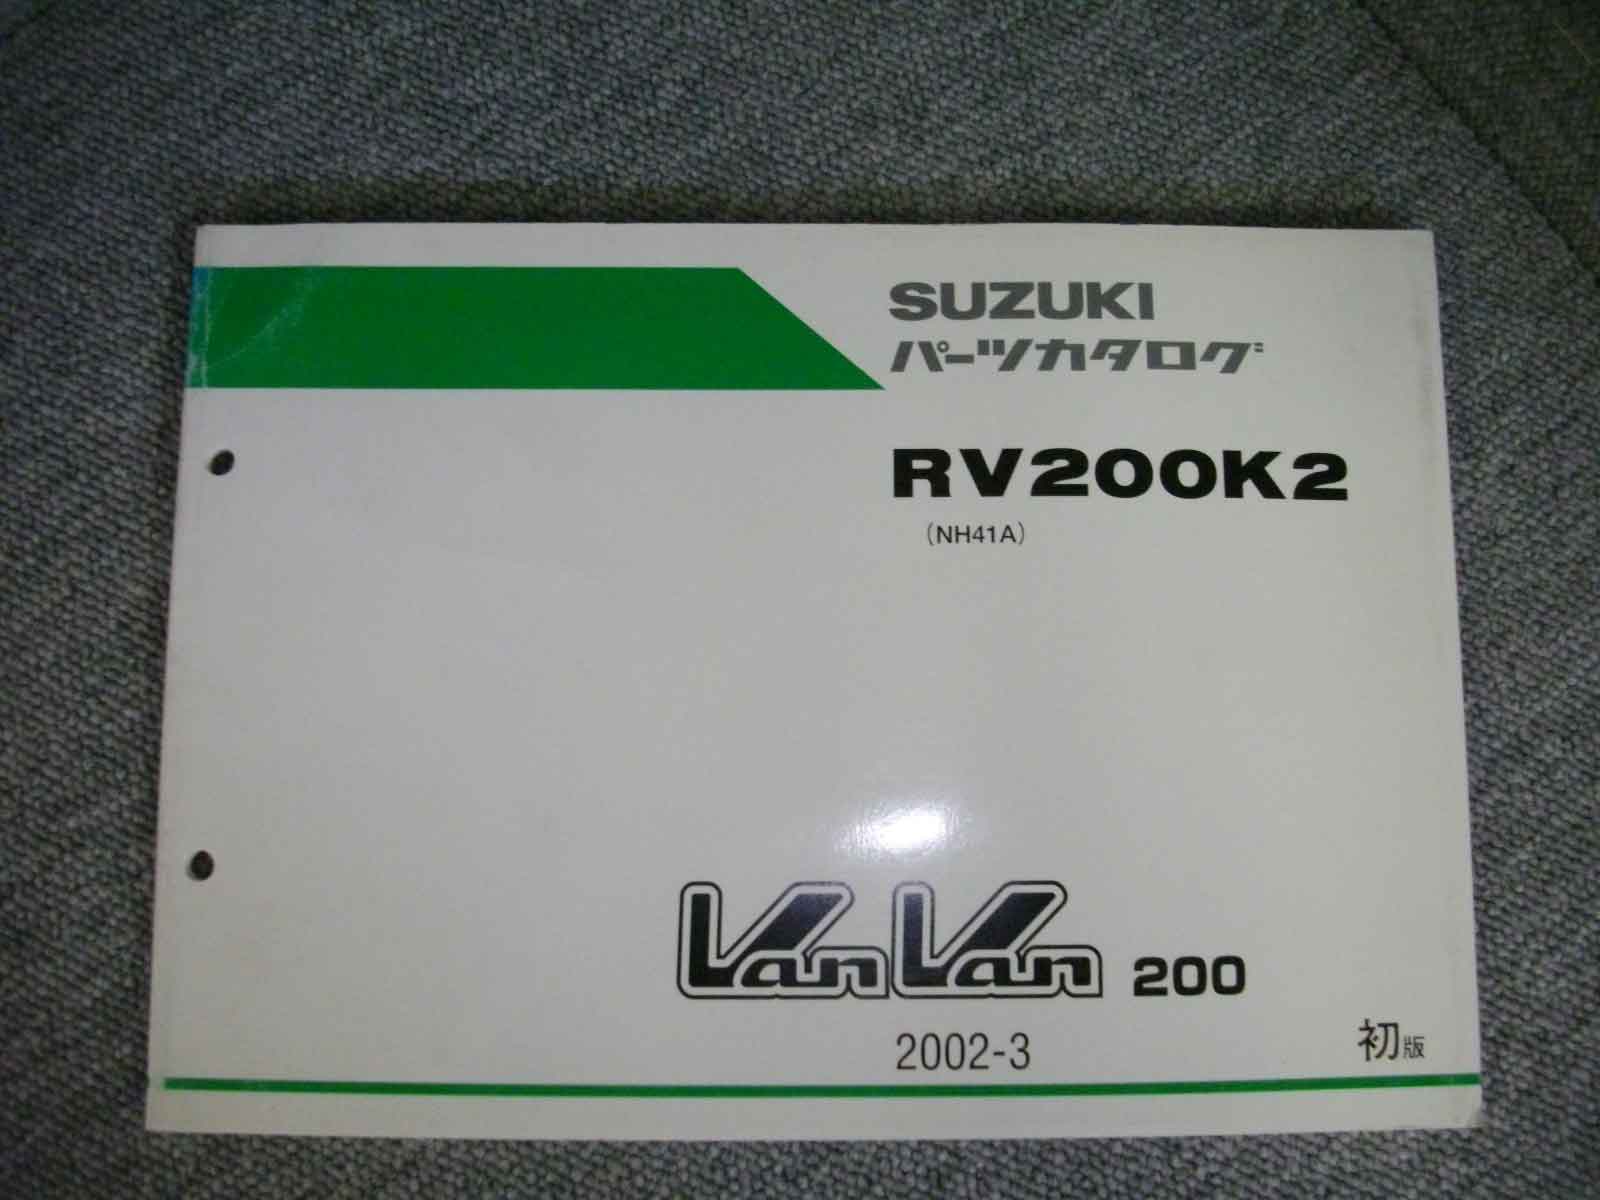 SUZUKI
パーツカタログ
RV200K2
(NH41A)
VanVan 200
2002-3
初版